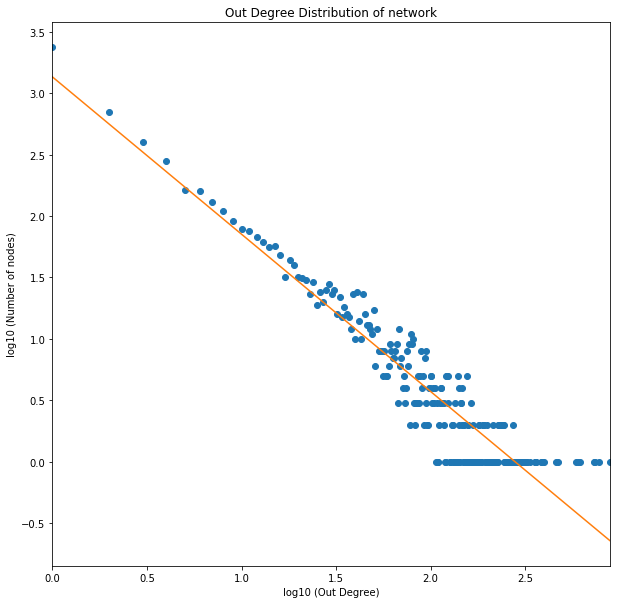 Out Degree Distribution of network
3.5
3.0
2.5
2.0
1.5
1.0
0.5
0.0
−0.5
log10 (Number of nodes)
0.0 0.5 1.0 1.5 2.0 2.5
log10 (Out Degree)